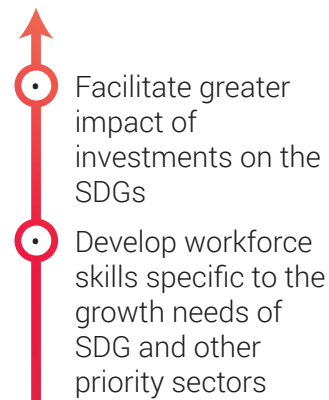 Facilitate greater
impact of
investments on the
SDGs
Develop workforce
skills specific to the
growth needs of
SDG and other
priority sectors